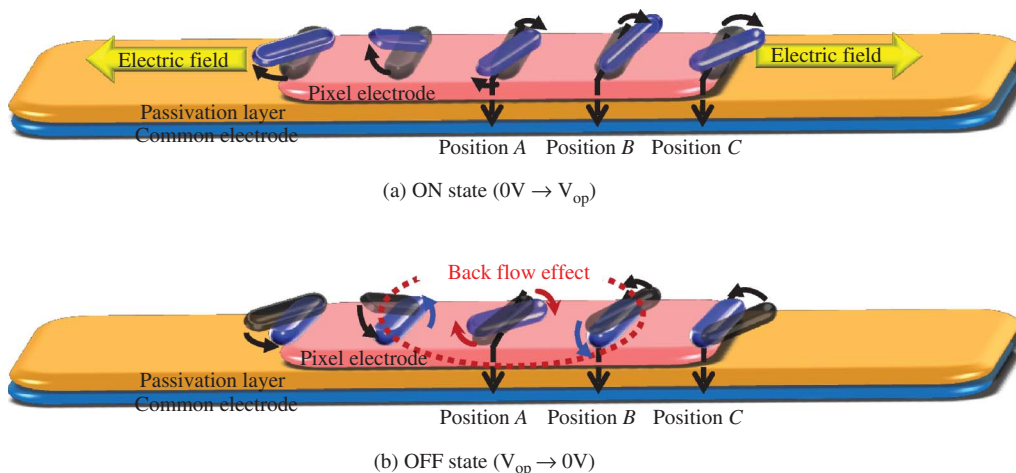 Electric field
Electric field
Pixel electrode
Passivation layer
Common electrode
Position A
Position B
Position C
(a) ON state (0V → Vop)
Back flow effect
Pixel electrode
Passivation layer
Common electrode
Position A
Position B
Position C
(b) OFF state (Vop → 0V)